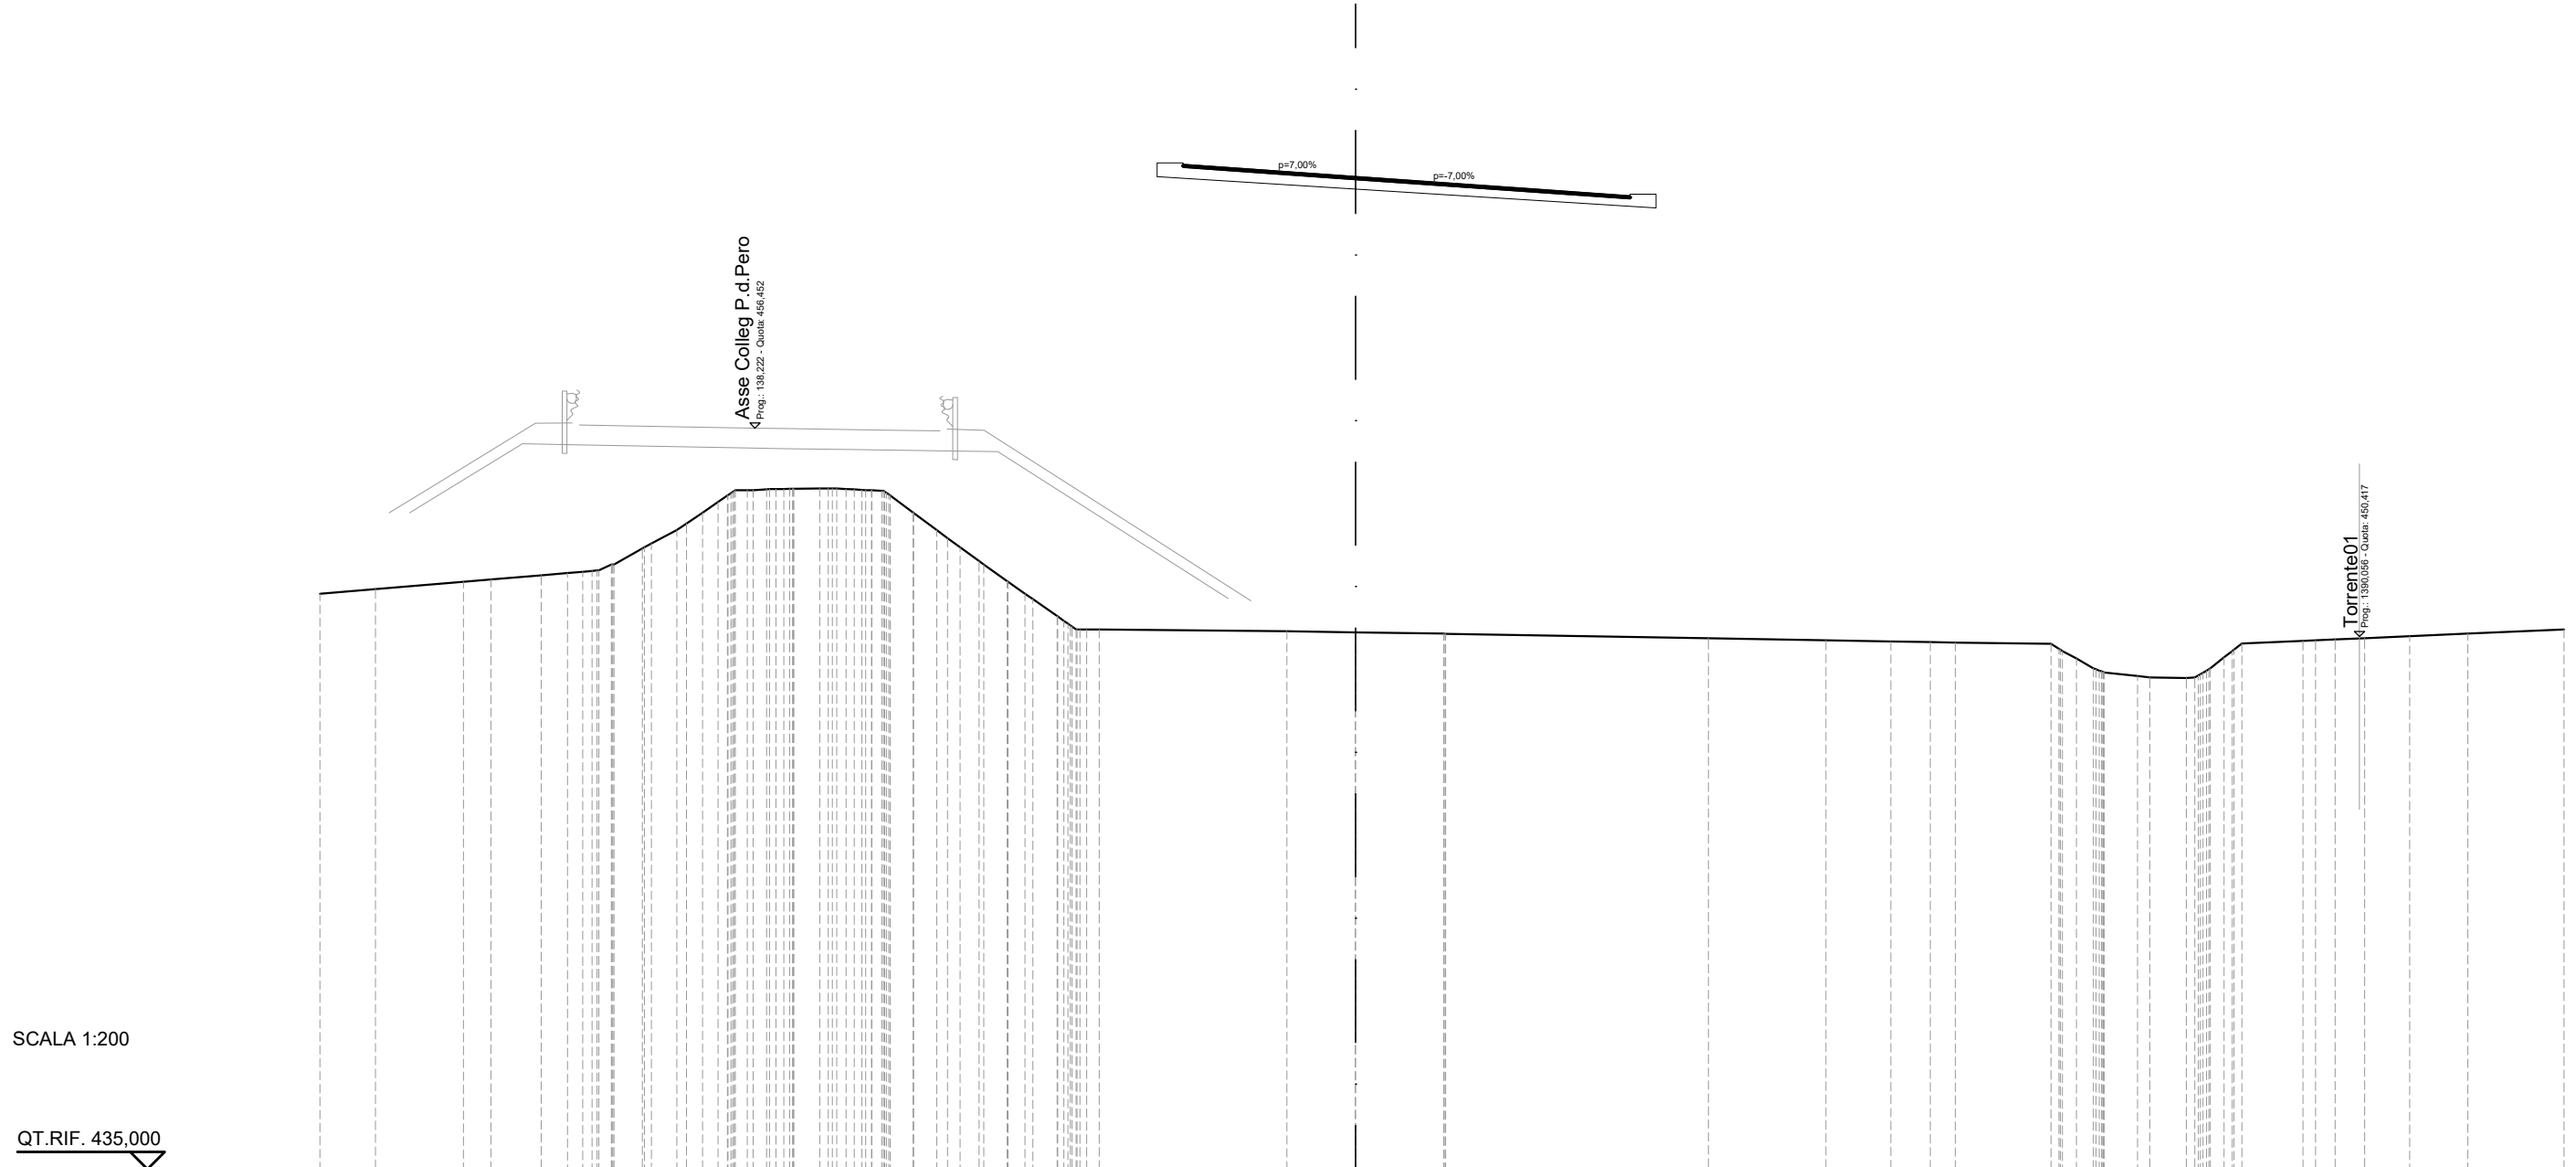 p=7,00%
p=-7,00%
Asse Colleg P.d.Pero
Prog.: 138,222 - Quota: 456,452
Torrente01
Prog.: 1390,056 - Quota: 450,417
SCALA 1:200
QT.RIF. 435,000